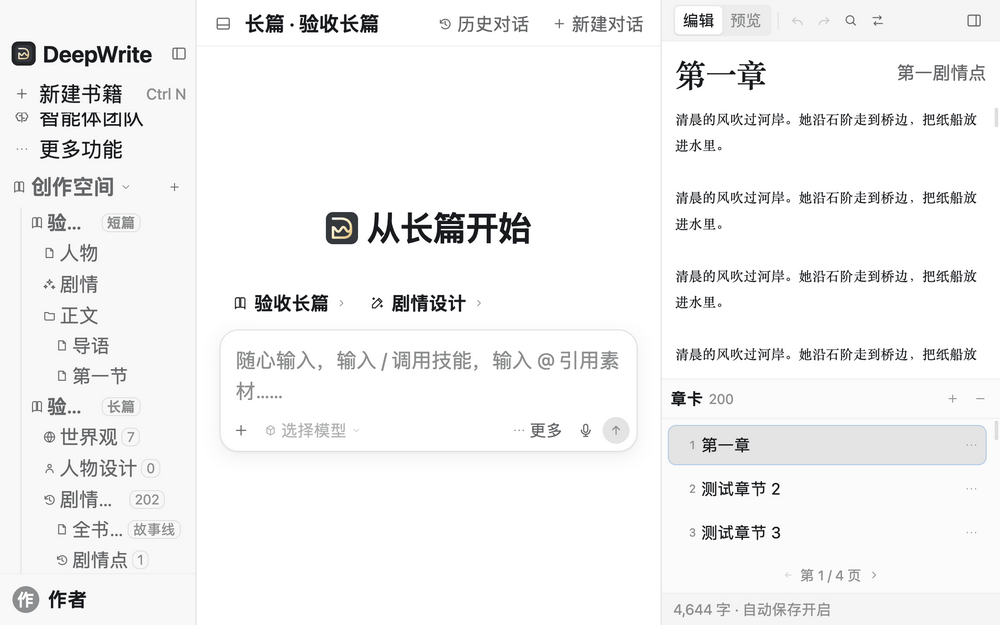 DeepWrite
新建书籍 Ctrl N
智能体团队
更多功能
创作空间
验... 短篇
人物
剧情
正文
导语
第一节
验... 长篇
世界观 7
人物设计 0
剧情... 202
全书... 故事线
剧情点 1
作 作者
长篇 · 验收长篇
历史对话
新建对话
从长篇开始
验收长篇
剧情设计
随心输入，输入 / 调用技能，输入 @ 引用素
材......
选择模型
更多
编辑 预览
第一章 第一剧情点
清晨的风吹过河岸。她沿石阶走到桥边，把纸船放
进水里。
清晨的风吹过河岸。她沿石阶走到桥边，把纸船放
进水里。
清晨的风吹过河岸。她沿石阶走到桥边，把纸船放
进水里。
清晨的风吹过河岸。她沿石阶走到桥边，把纸船放
章卡 200
1 第一章
2 测试章节 2
3 测试章节 3
第 1 / 4 页
4,644 字 · 自动保存开启